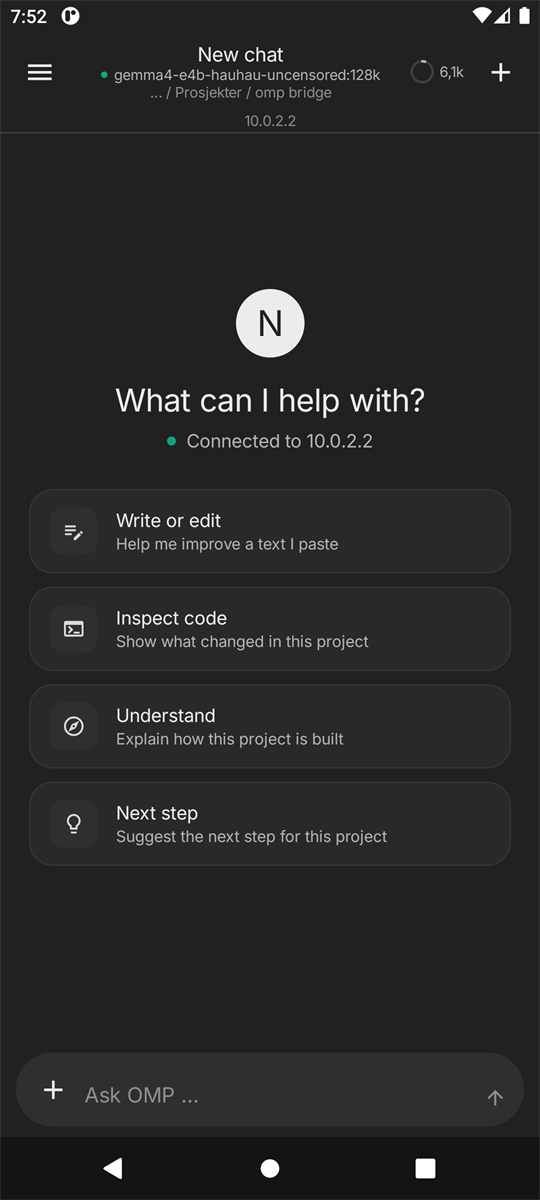 7:52
New chat
gemma4-e4b-hauhau-uncensored:128k
... / Prosjekter / omp bridge
6,1k
10.0.2.2
N
What can I help with?
Connected to 10.0.2.2
Write or edit
Help me improve a text I paste
Inspect code
Show what changed in this project
Understand
Explain how this project is built
Next step
Suggest the next step for this project
Ask OMP ...